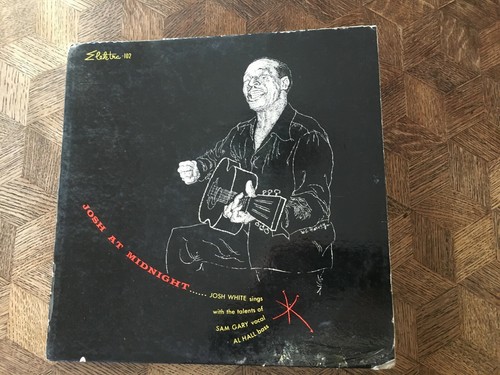 Elektra 102
JOSH AT MIDNIGHT.....
JOSH WHITE sings
with the talents of
SAM GARY vocal
AL HALL bass